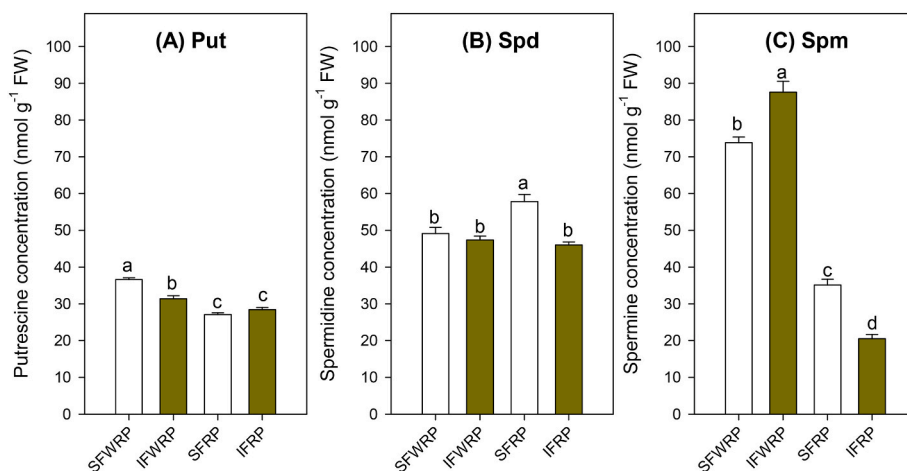 (A) Put
Putrescine concentration (nmol g⁻¹ FW)
100
90
80
70
60
50
40
30
20
10
0
a
b
c
c
SFWRP
IFWRP
SFRP
IFRP
(B) Spd
Spermidine concentration (nmol g⁻¹ FW)
100
90
80
70
60
50
40
30
20
10
0
b
b
a
b
SFWRP
IFWRP
SFRP
IFRP
(C) Spm
Spermine concentration (nmol g⁻¹ FW)
100
90
80
70
60
50
40
30
20
10
0
b
a
c
d
SFWRP
IFWRP
SFRP
IFRP